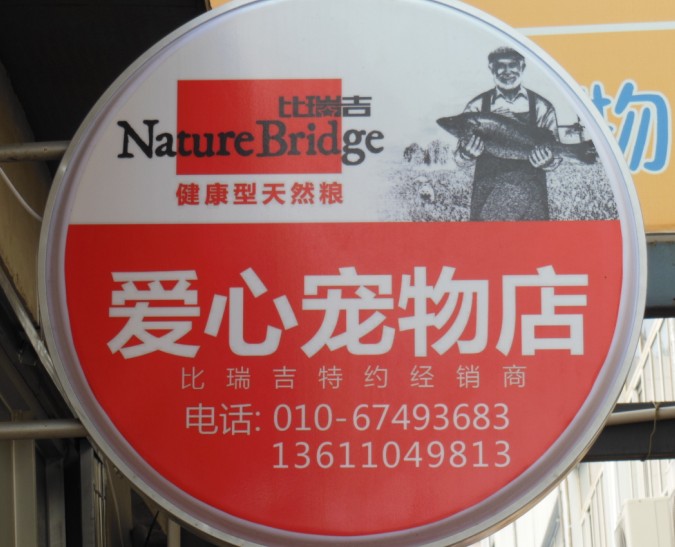 比瑞吉
Nature Bridge
健康型天然粮
爱心宠物店
比瑞吉特约经销商
电话: 010-67493683
13611049813
物